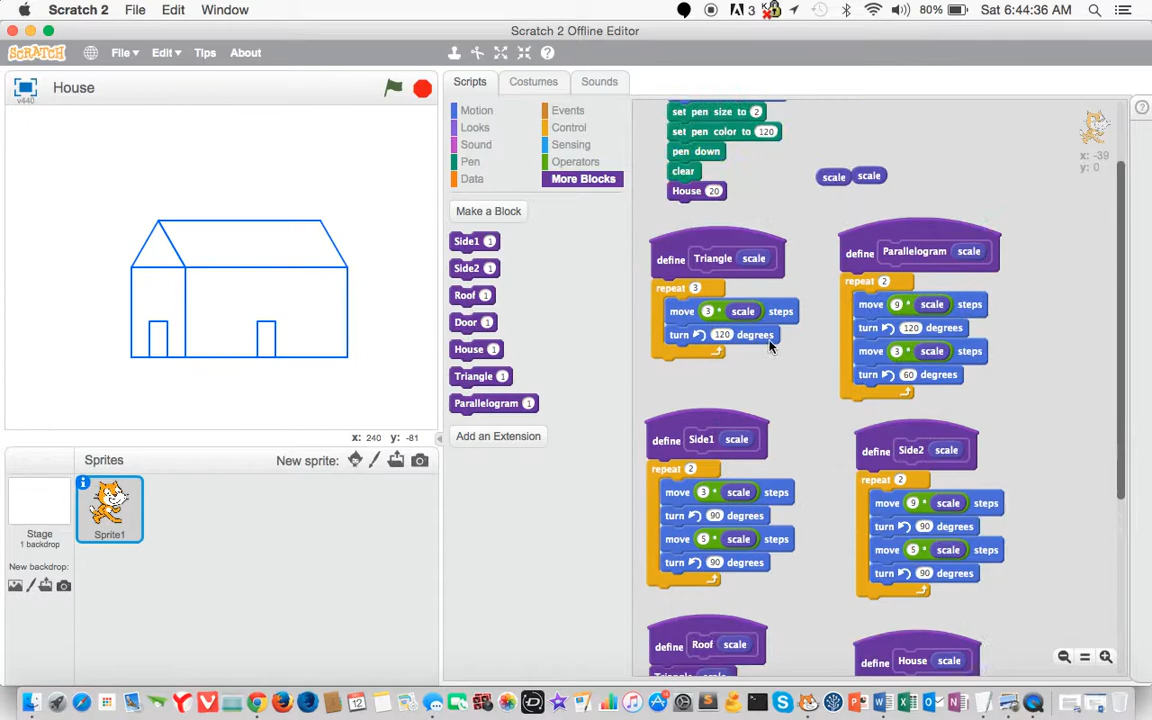 Scratch 2 File Edit Window 3 80% Sat 6:44:36 AM
Scratch 2 Offline Editor
SCRATCH File Edit Tips About
v440 House
Scripts Costumes Sounds
Motion Events
Looks Control
Sound Sensing
Pen Operators
Data More Blocks
Make a Block
Side1 1
Side2 1
Roof 1
Door 1
House 1
Triangle 1
Parallelogram 1
Add an Extension
set pen size to 2
set pen color to 120
pen down
clear
House 20
scale scale
x: -39
y: 0
define Triangle scale
repeat 3
move 3 * scale steps
turn 120 degrees
define Parallelogram scale
repeat 2
move 9 * scale steps
turn 120 degrees
move 3 * scale steps
turn 60 degrees
define Side1 scale
repeat 2
move 3 * scale steps
turn 90 degrees
move 5 * scale steps
turn 90 degrees
define Side2 scale
repeat 2
move 9 * scale steps
turn 90 degrees
move 5 * scale steps
turn 90 degrees
define Roof scale
define House scale
x: 240 y: -81
Sprites New sprite:
Stage
1 backdrop
New backdrop:
Sprite1